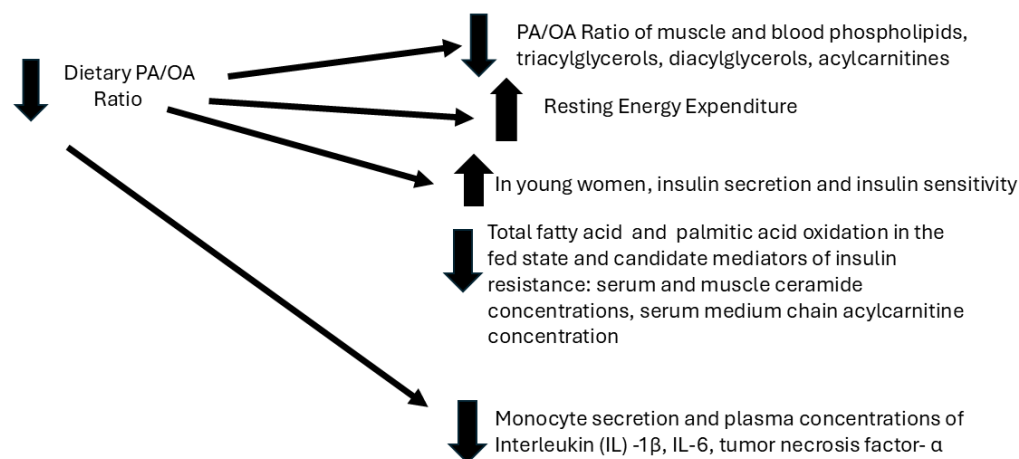 Dietary PA/OA
Ratio
PA/OA Ratio of muscle and blood phospholipids,
triacylglycerols, diacylglycerols, acylcarnitines
Resting Energy Expenditure
In young women, insulin secretion and insulin sensitivity
Total fatty acid and palmitic acid oxidation in the
fed state and candidate mediators of insulin
resistance: serum and muscle ceramide
concentrations, serum medium chain acylcarnitine
concentration
Monocyte secretion and plasma concentrations of
Interleukin (IL) -1β, IL-6, tumor necrosis factor- α